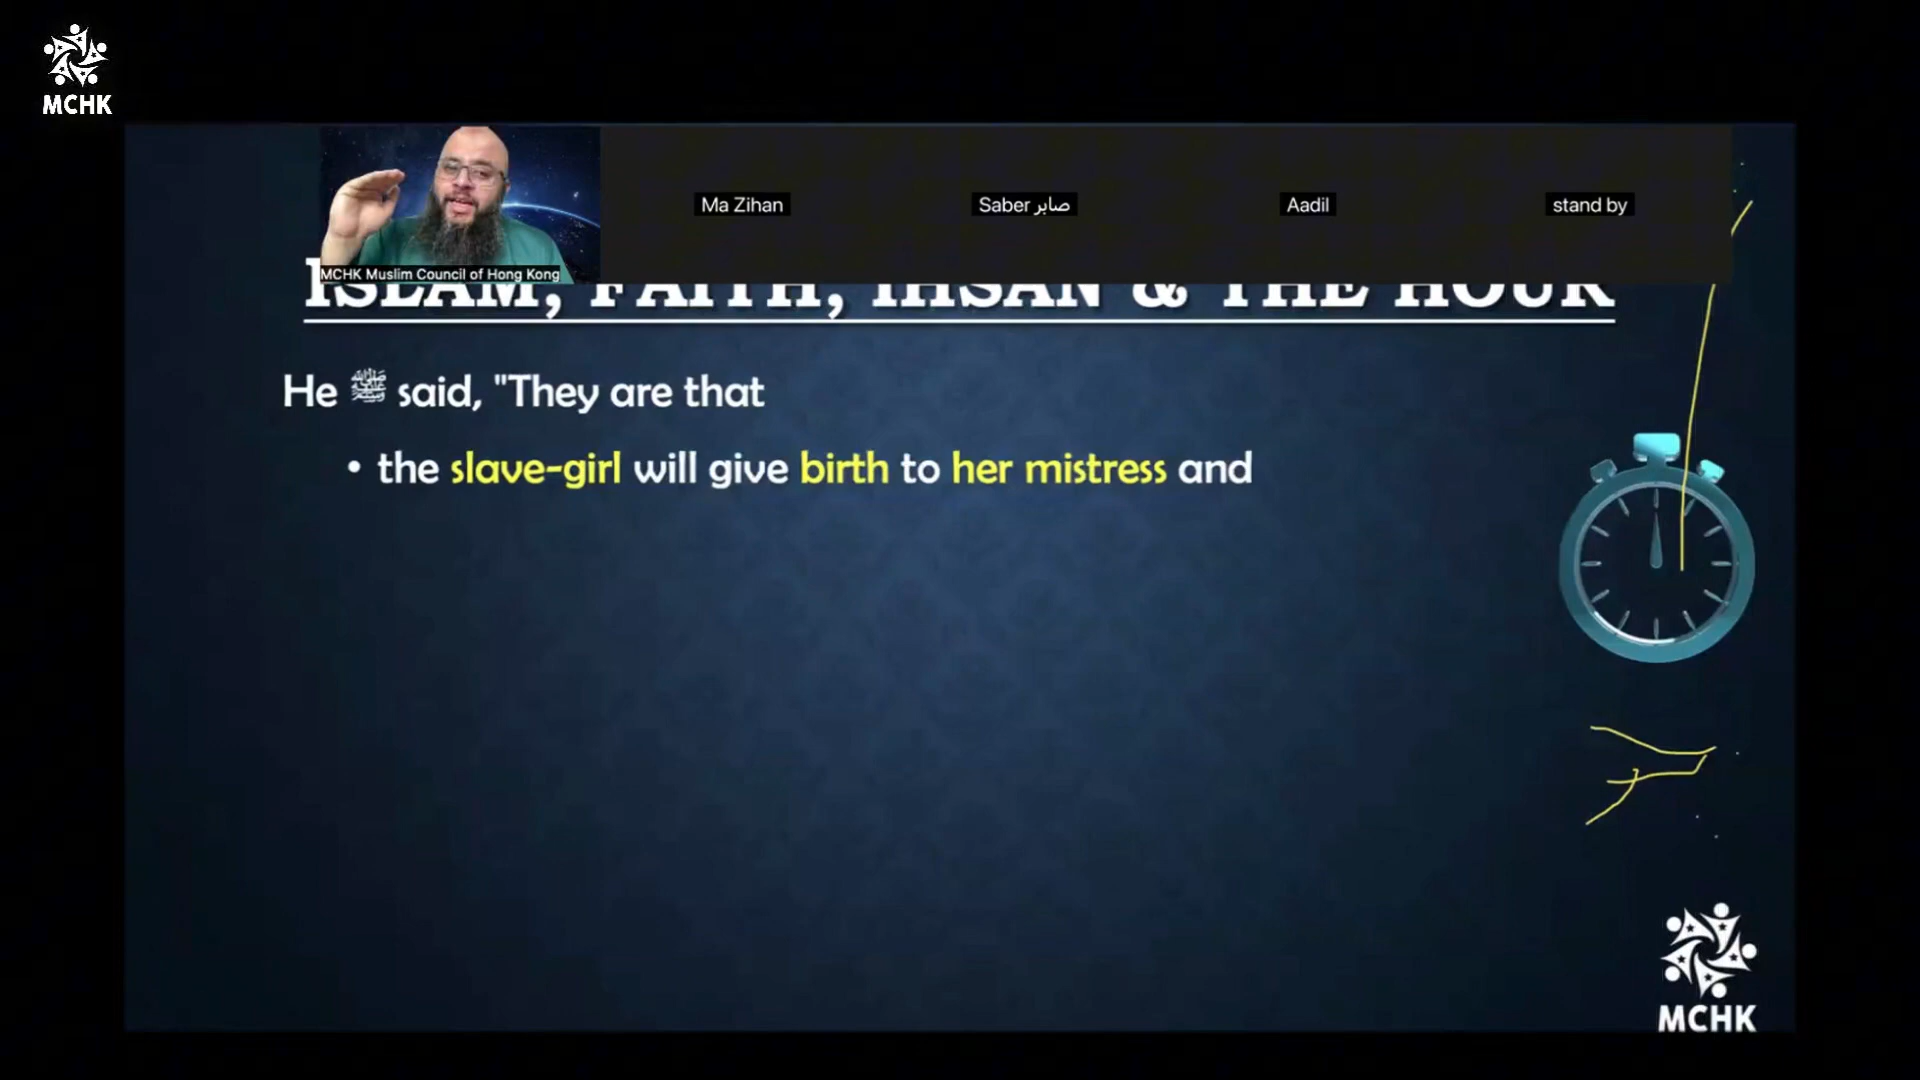 MCHK
Ma Zihan
Saber صابر
Aadil
stand by
MCHK Muslim Council of Hong Kong
ISLAM, FAITH, IHSAN & THE HOUR
He ﷺ said, "They are that
• the slave-girl will give birth to her mistress and
MCHK